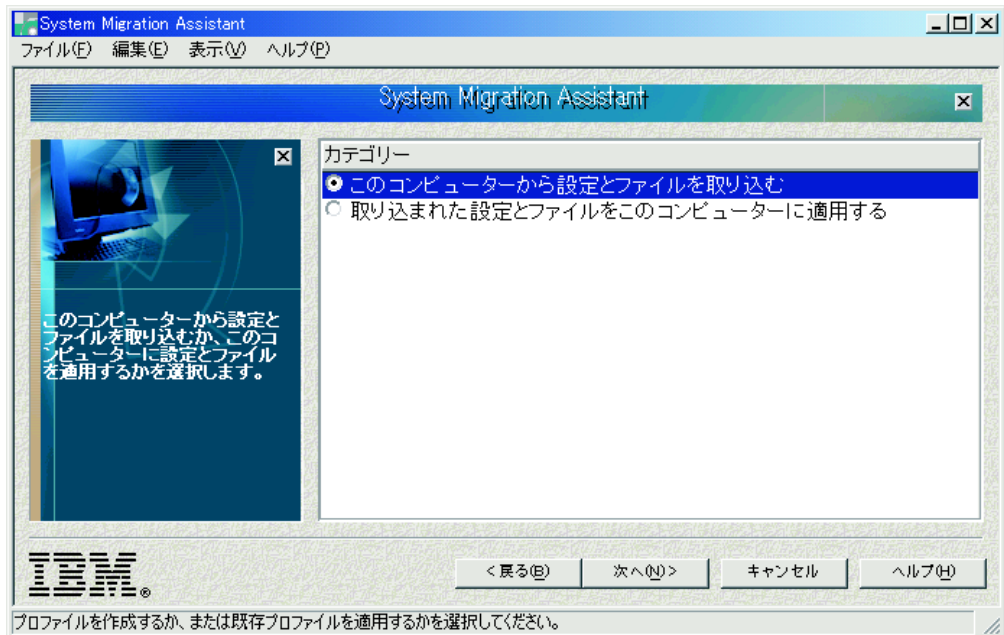 System Migration Assistant
ファイル(F) 編集(E) 表示(V) ヘルプ(P)
System Migration Assistant
カテゴリー
このコンピューターから設定とファイルを取り込む
取り込まれた設定とファイルをこのコンピューターに適用する
このコンピューターから設定と
ファイルを取り込むか、このコ
ンピューターに設定とファイル
を適用するかを選択します。
IBM®
<戻る(B) 次へ(N)> キャンセル ヘルプ(H)
プロファイルを作成するか、または既存プロファイルを適用するかを選択してください。